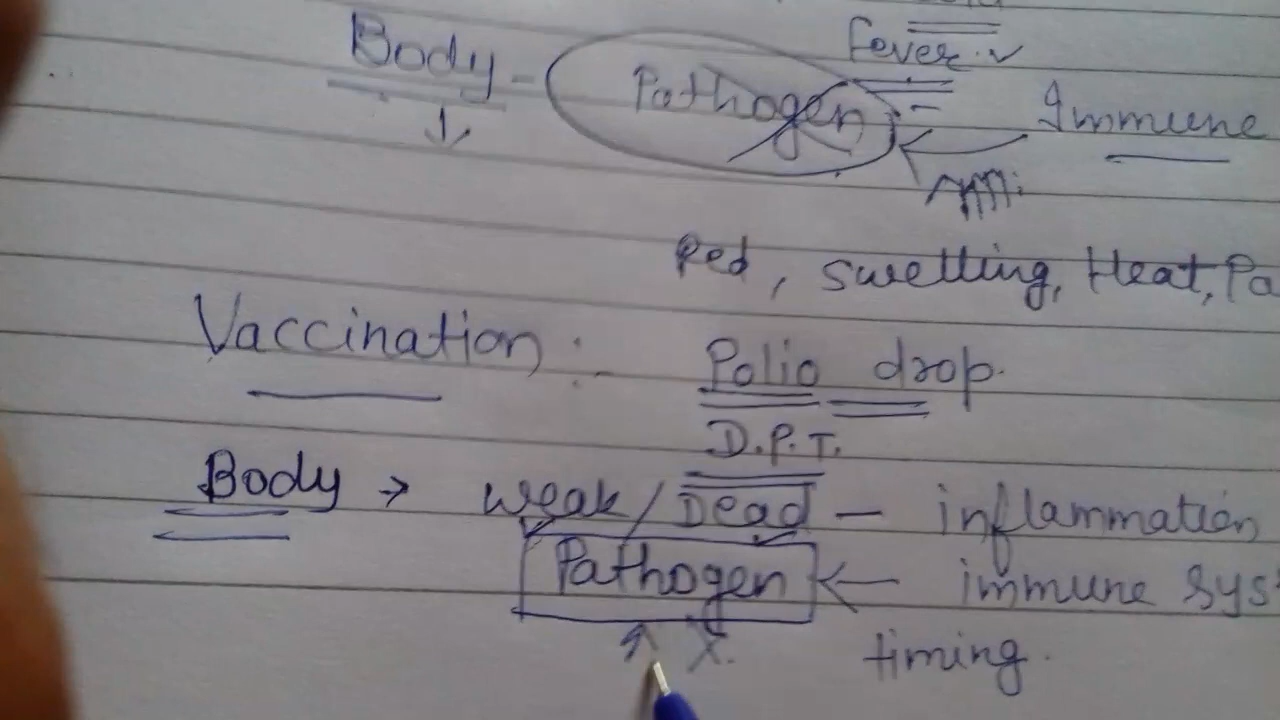 Fever.
Body - Pathogen Immune
Red, swelling, Heat, Pa
Vaccination :- Polio drop.
D.P.T.
Body → weak/Dead - inflammation
Pathogen ← immune sys
X. timing.